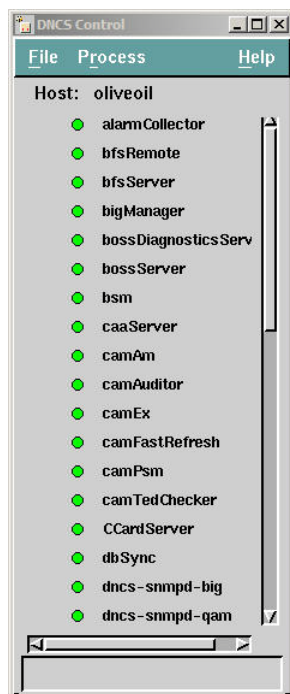 DNCS Control
File Process Help
Host: oliveoil
alarmCollector
bfsRemote
bfsServer
bigManager
bossDiagnosticsServ
bossServer
bsm
caaServer
camAm
camAuditor
camEx
camFastRefresh
camPsm
camTedChecker
CCardServer
dbSync
dncs-snmpd-big
dncs-snmpd-qam